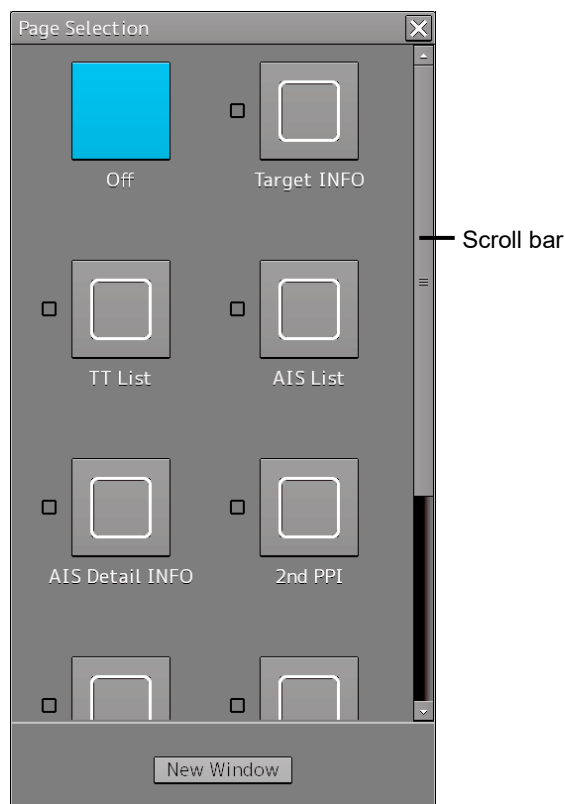 Page Selection
Off
Target INFO
Scroll bar
TT List
AIS List
AIS Detail INFO
2nd PPI
New Window